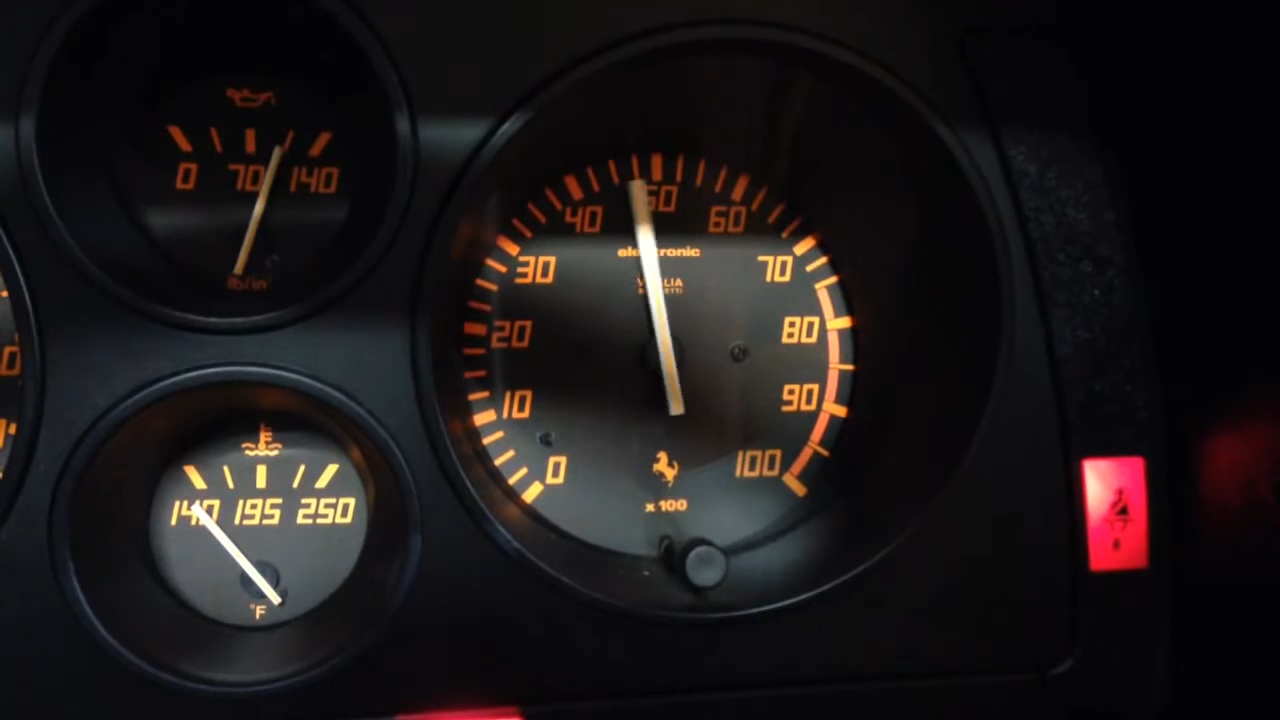 0 70 140
lb/in²
140 195 250
°F
0 10 20 30 40 50 60 70 80 90 100
electronic
x 100